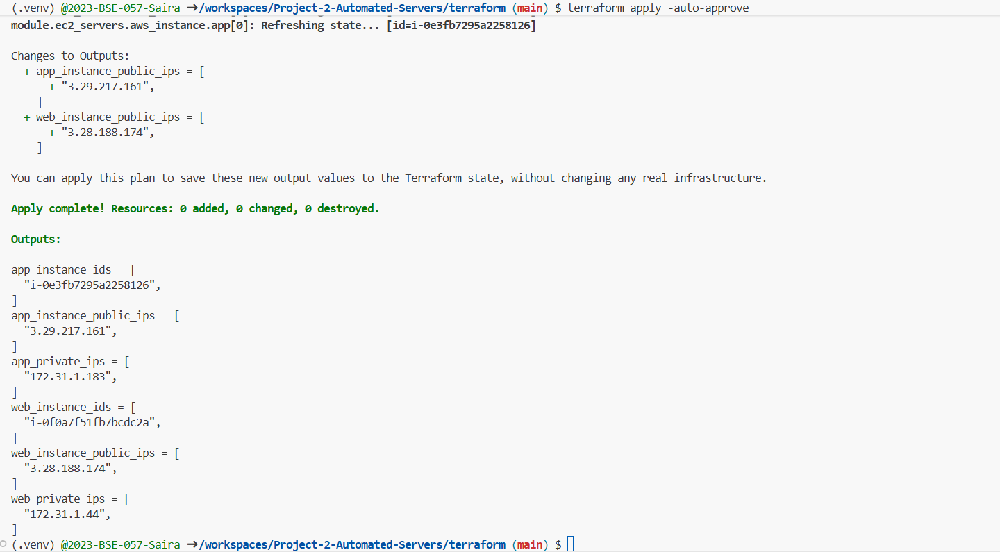 (.venv) @2023-BSE-057-Saira →/workspaces/Project-2-Automated-Servers/terraform (main) $ terraform apply -auto-approve
module.ec2_servers.aws_instance.app[0]: Refreshing state... [id=i-0e3fb7295a2258126]

Changes to Outputs:
  + app_instance_public_ips = [
      + "3.29.217.161",
    ]
  + web_instance_public_ips = [
      + "3.28.188.174",
    ]

You can apply this plan to save these new output values to the Terraform state, without changing any real infrastructure.

Apply complete! Resources: 0 added, 0 changed, 0 destroyed.

Outputs:

app_instance_ids = [
  "i-0e3fb7295a2258126",
]
app_instance_public_ips = [
  "3.29.217.161",
]
app_private_ips = [
  "172.31.1.183",
]
web_instance_ids = [
  "i-0f0a7f51fb7bcdc2a",
]
web_instance_public_ips = [
  "3.28.188.174",
]
web_private_ips = [
  "172.31.1.44",
]
(.venv) @2023-BSE-057-Saira →/workspaces/Project-2-Automated-Servers/terraform (main) $